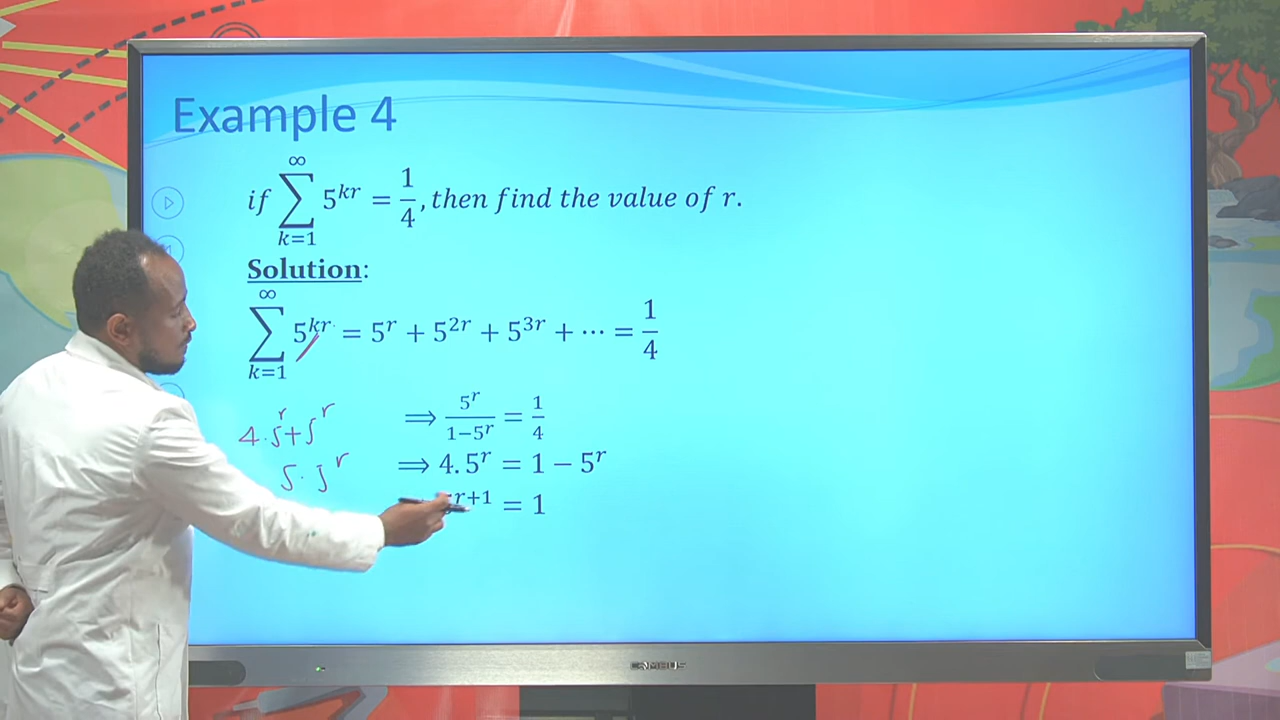 Example 4
if ∞∑k=1 5^{kr} = 1/4, then find the value of r.
Solution:
∞∑k=1 5^{kr} = 5^r + 5^{2r} + 5^{3r} + ⋯ = 1/4
⟹ 5^r/(1−5^r) = 1/4
4.5^r+5^r
⟹ 4.5^r = 1 − 5^r
5.5^r
r+1 = 1